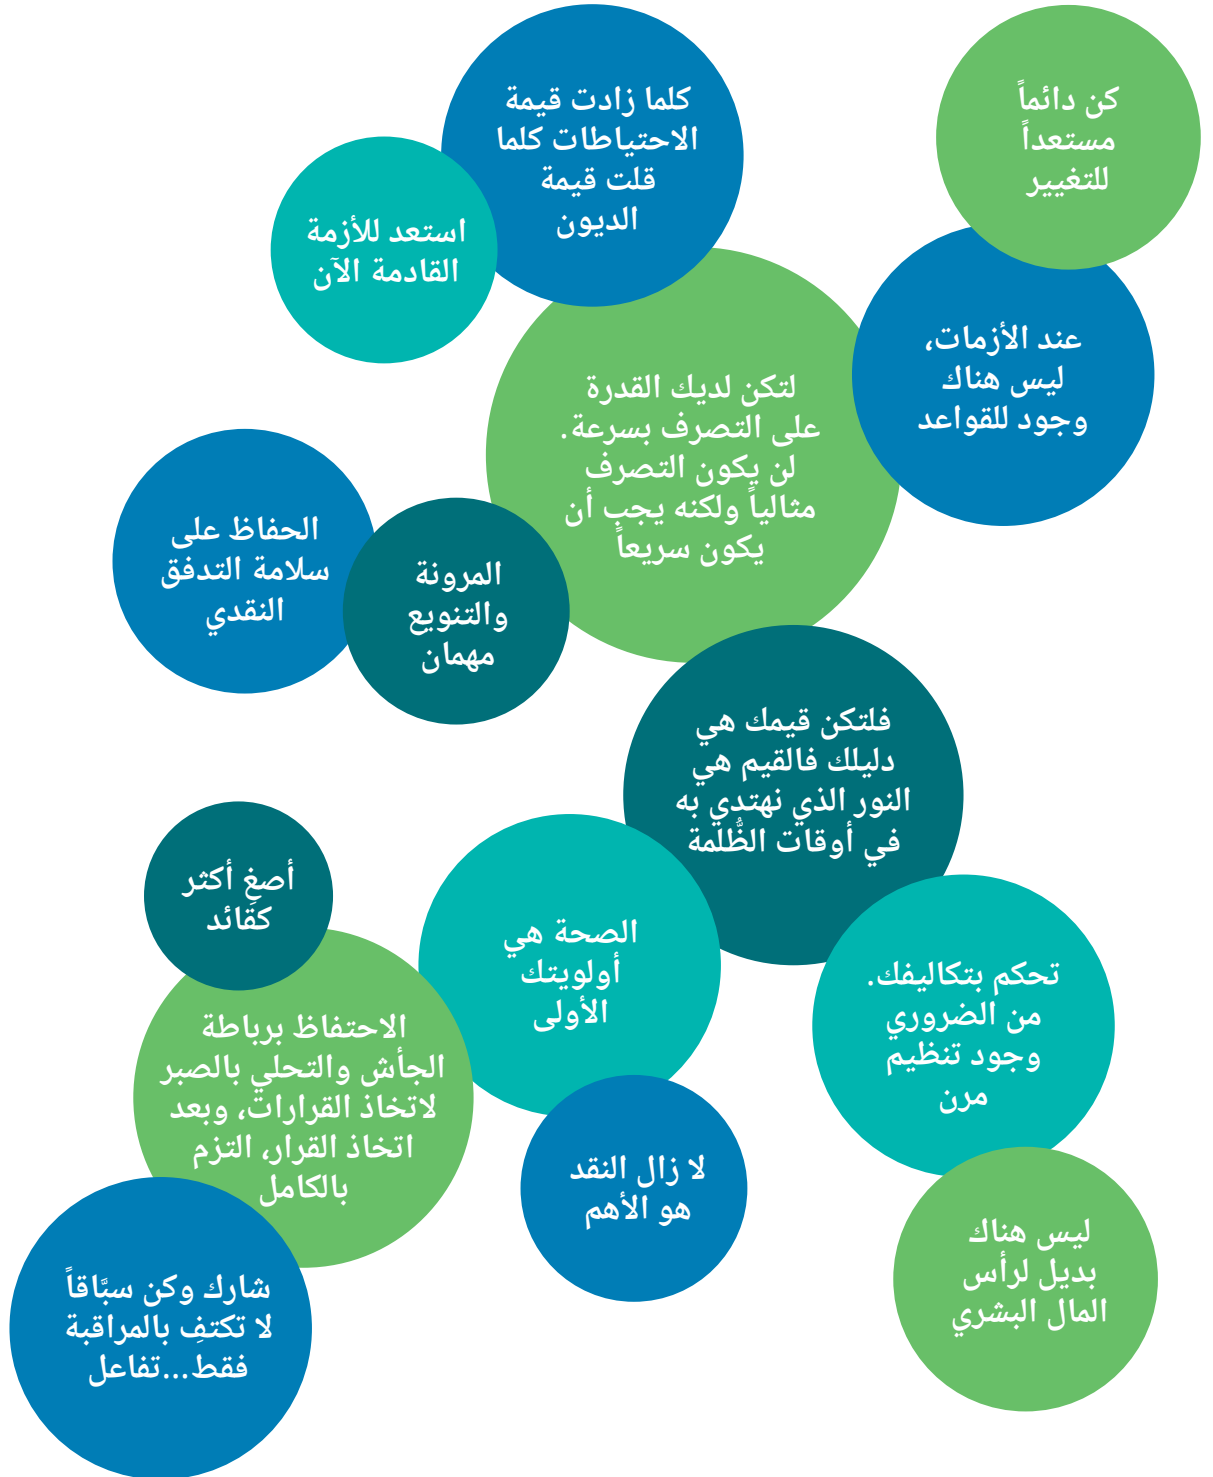 كن دائماً
مستعداً
للتغيير
كلما زادت قيمة
الاحتياطات كلما
قلت قيمة
الديون
استعد للأزمة
القادمة الآن
عند الأزمات،
ليس هناك
وجود للقواعد
لتكن لديك القدرة
على التصرف بسرعة.
لن يكون التصرف
مثالياً ولكنه يجب أن
يكون سريعاً
الحفاظ على
سلامة التدفق
النقدي
المرونة
والتنويع
مهمان
فلتكن قيمك هي
دليلك فالقيم هي
النور الذي نهتدي به
في أوقات الظُّلمة
أصغِ أكثر
كقائد
الصحة هي
أولويتك
الأولى
تحكم بتكاليفك.
من الضروري
وجود تنظيم
مرن
الاحتفاظ برباطة
الجأش والتحلي بالصبر
لاتخاذ القرارات، وبعد
اتخاذ القرار، التزم
بالكامل
لا زال النقد
هو الأهم
ليس هناك
بديل لرأس
المال البشري
شارك وكن سبَّاقاً
لا تكتفِ بالمراقبة
فقط...تفاعل